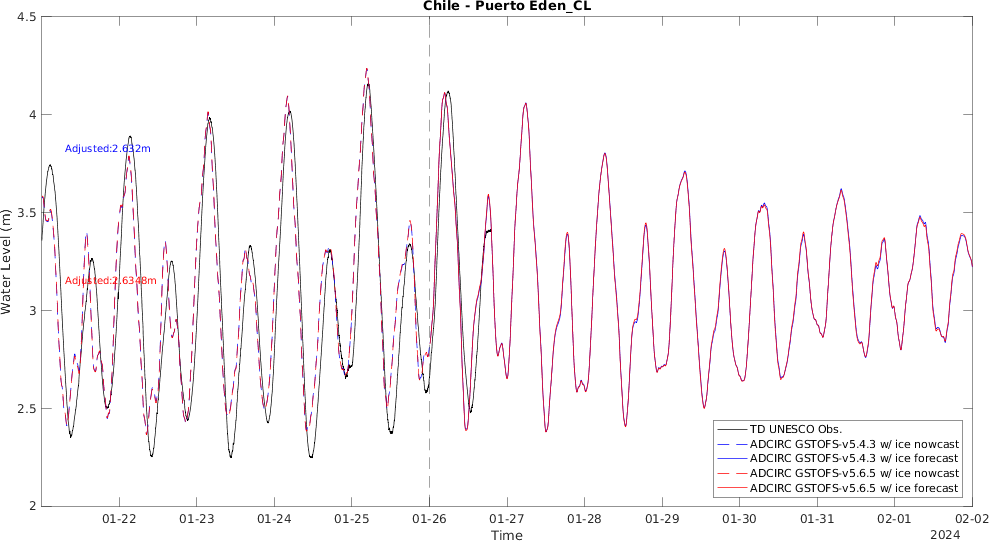 Chile - Puerto Eden_CL
4.5
4
3.5
3
2.5
2
Water Level (m)
Adjusted:2.632m
Adjusted:2.6348m
TD UNESCO Obs.
ADCIRC GSTOFS-v5.4.3 w/ ice nowcast
ADCIRC GSTOFS-v5.4.3 w/ ice forecast
ADCIRC GSTOFS-v5.6.5 w/ ice nowcast
ADCIRC GSTOFS-v5.6.5 w/ ice forecast
01-22 01-23 01-24 01-25 01-26 01-27 01-28 01-29 01-30 01-31 02-01 02-02
Time
2024